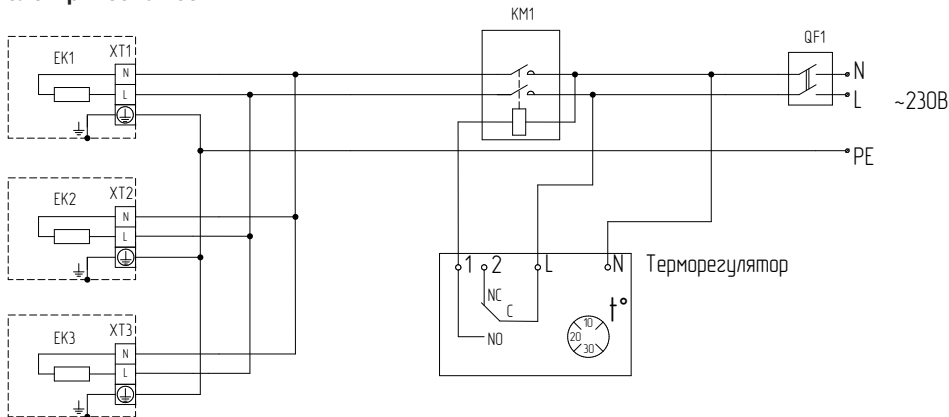 KM1
QF1
EK1
XT1
N
L
N
L
~230В
PE
EK2
XT2
N
L
1
2
L
N
Терморегулятор
NC
C
NO
t°
10
20
30
EK3
XT3
N
L